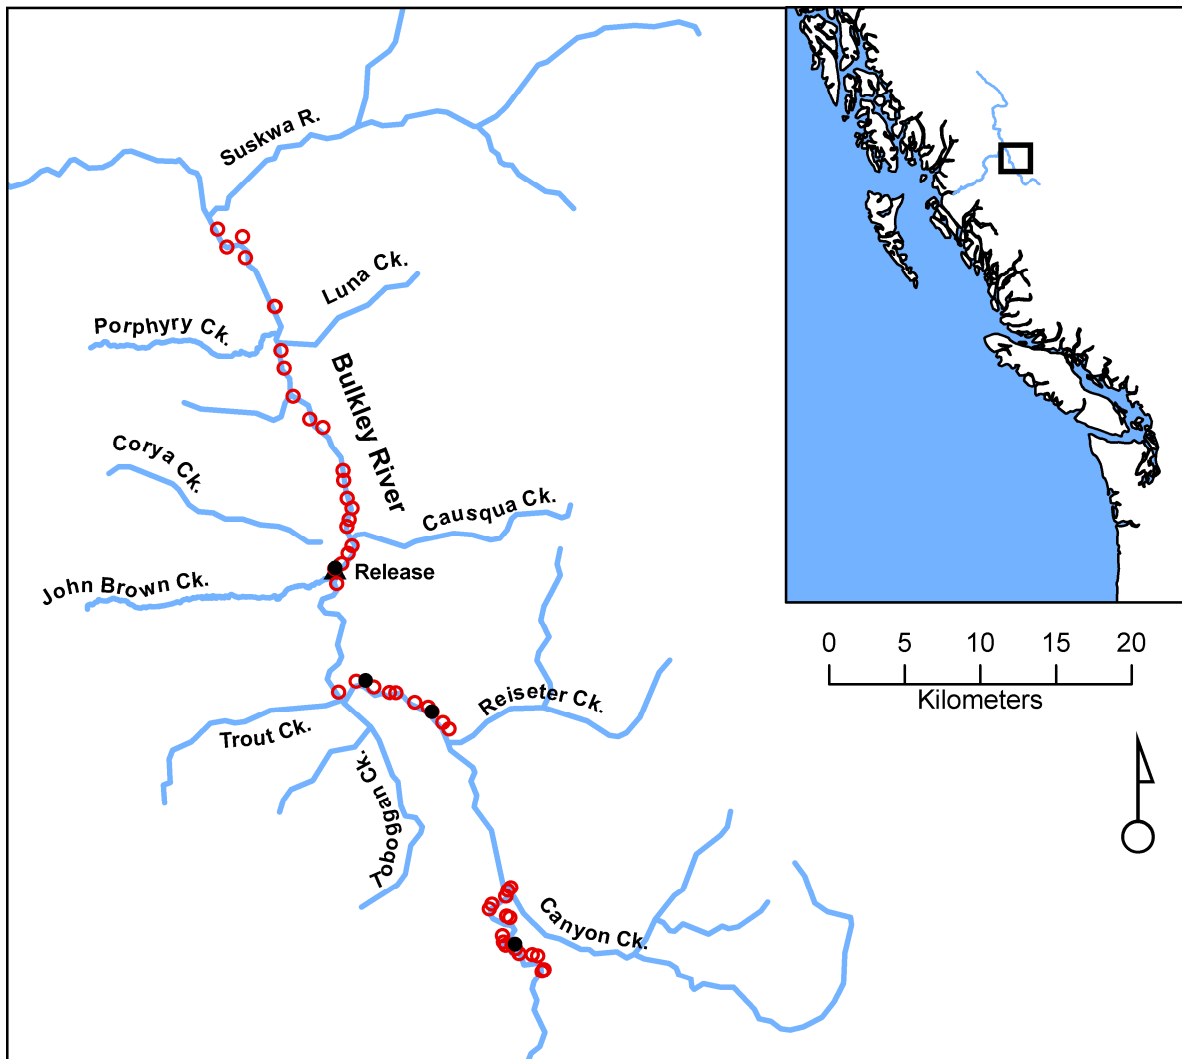 Suskwa R.
Luna Ck.
Porphyry Ck.
Bulkley River
Corya Ck.
Causqua Ck.
Release
John Brown Ck.
0 5 10 15 20
Kilometers
Reiseter Ck.
Trout Ck.
Toboggan Ck.
Canyon Ck.